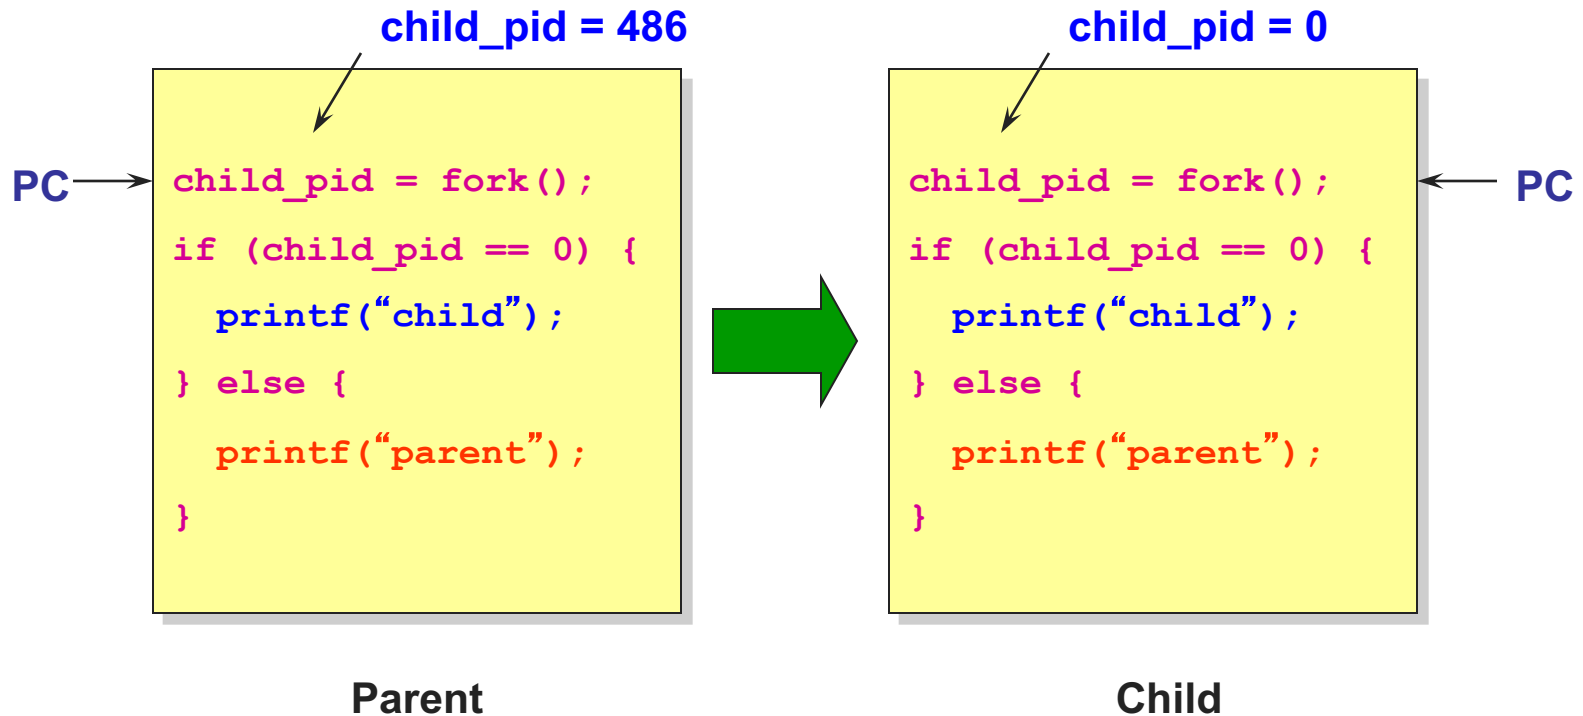 child_pid = 486
PC
child_pid = fork();
if (child_pid == 0) {
  printf(“child”);
} else {
  printf(“parent”);
}
Parent
child_pid = 0
child_pid = fork();
if (child_pid == 0) {
  printf(“child”);
} else {
  printf(“parent”);
}
PC
Child